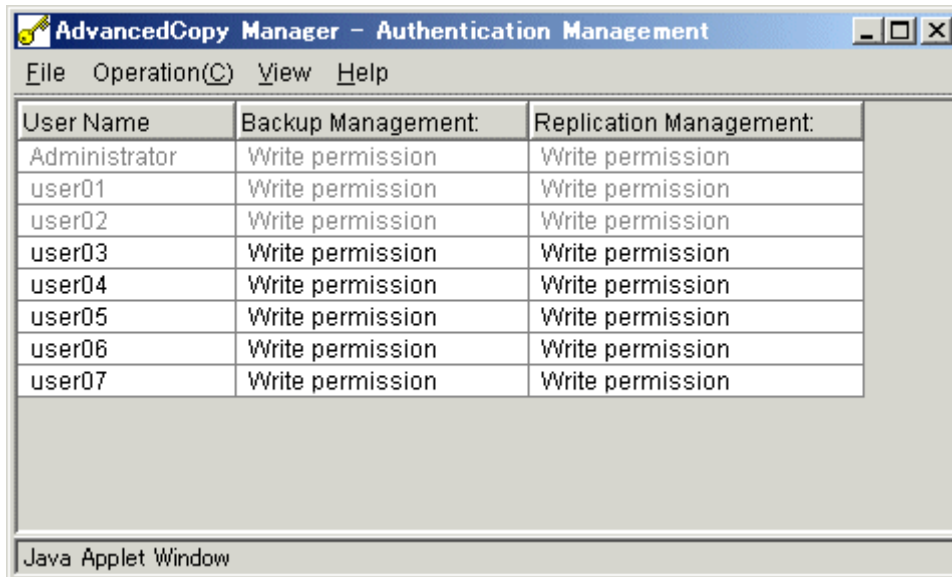 AdvancedCopy Manager - Authentication Management
File Operation(C) View Help
User Name Backup Management: Replication Management:
Administrator Write permission Write permission
user01 Write permission Write permission
user02 Write permission Write permission
user03 Write permission Write permission
user04 Write permission Write permission
user05 Write permission Write permission
user06 Write permission Write permission
user07 Write permission Write permission
Java Applet Window